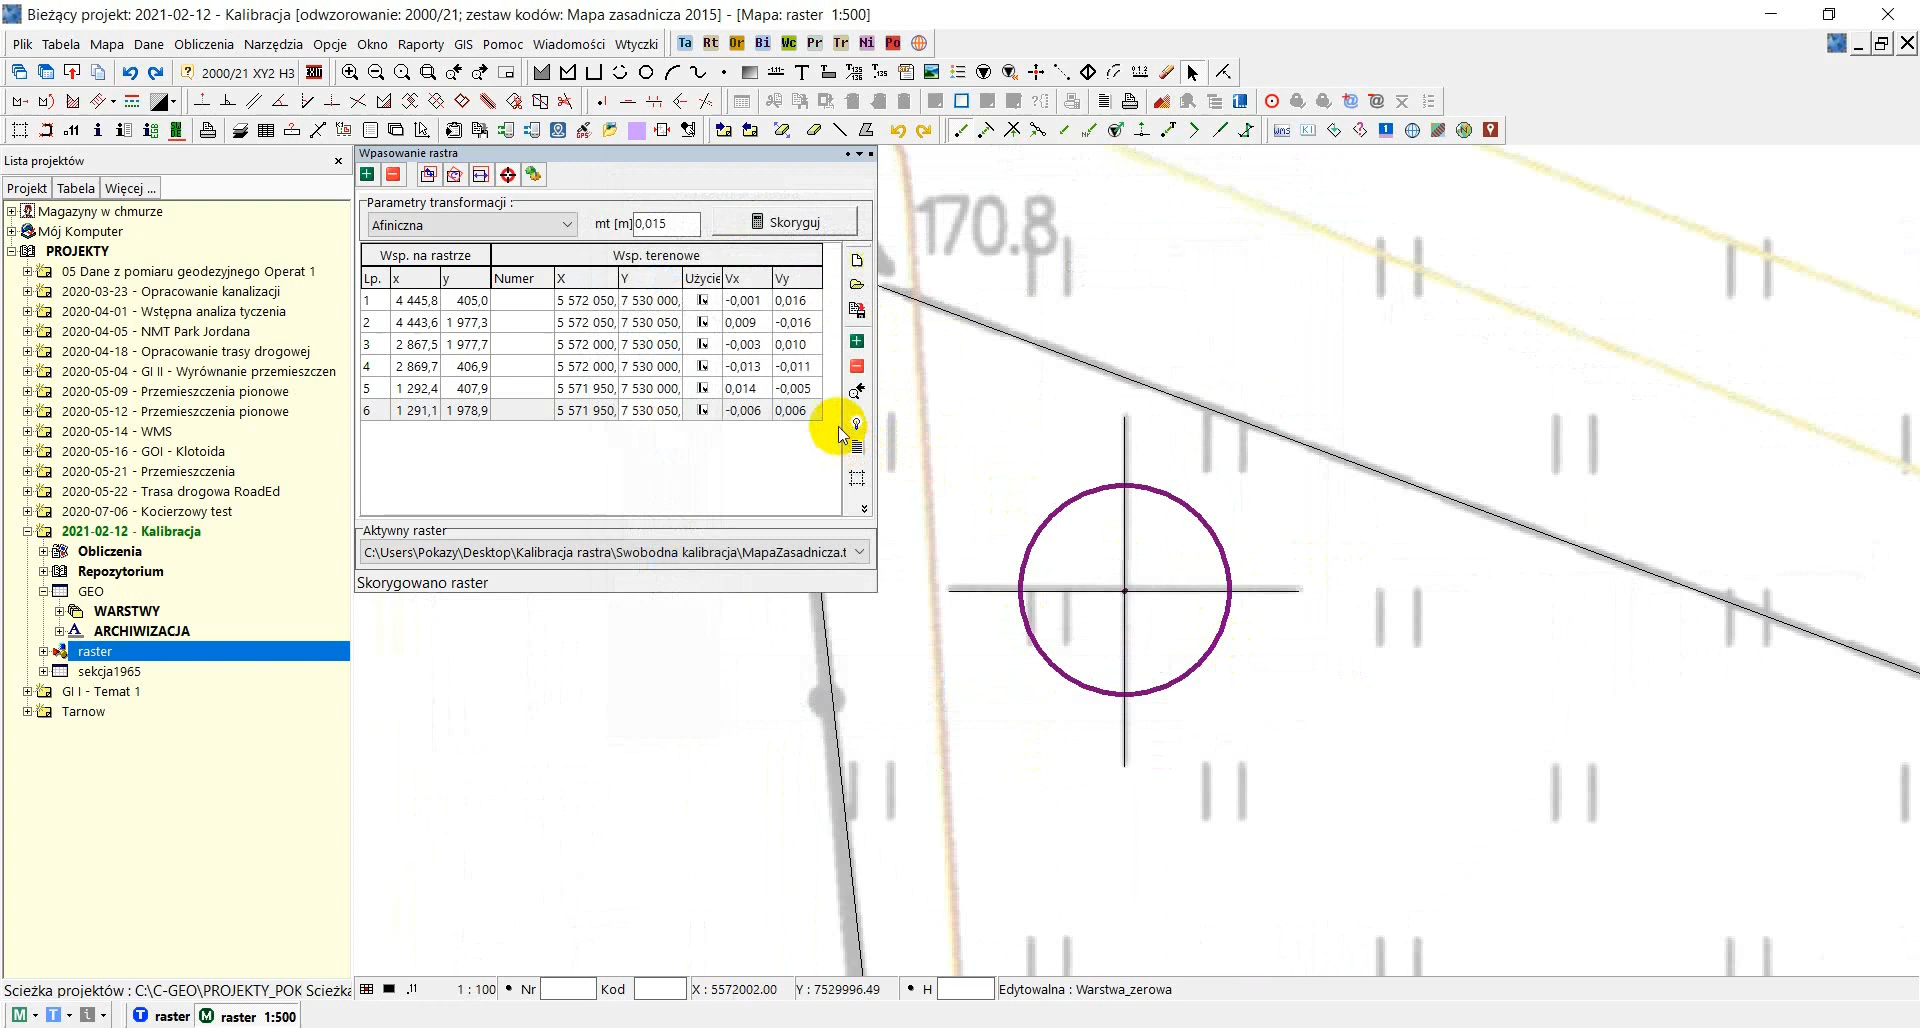 Bieżący projekt: 2021-02-12 - Kalibracja [odwzorowanie: 2000/21; zestaw kodów: Mapa zasadnicza 2015] - [Mapa: raster 1:500]
Plik Tabela Mapa Dane Obliczenia Narzędzia Opcje Okno Raporty GIS Pomoc Wiadomości Wtyczki Ta Rt Or Bi Wc Pr Tr Ni Po
2000/21 XY2 H3
Lista projektów
Projekt Tabela Więcej ...
Magazyny w chmurze
Mój Komputer
PROJEKTY
05 Dane z pomiaru geodezyjnego Operat 1
2020-03-23 - Opracowanie kanalizacji
2020-04-01 - Wstępna analiza tyczenia
2020-04-05 - NMT Park Jordana
2020-04-18 - Opracowanie trasy drogowej
2020-05-04 - GI II - Wyrównanie przemieszczen
2020-05-09 - Przemieszczenia pionowe
2020-05-12 - Przemieszczenia pionowe
2020-05-14 - WMS
2020-05-16 - GOI - Klotoida
2020-05-21 - Przemieszczenia
2020-05-22 - Trasa drogowa RoadEd
2020-07-06 - Kocierzowy test
2021-02-12 - Kalibracja
Obliczenia
Repozytorium
GEO
WARSTWY
ARCHIWIZACJA
raster
sekcja1965
GI I - Temat 1
Tarnow
Wpasowanie rastra
Parametry transformacji :
Afiniczna mt [m] 0,015 Skoryguj
Wsp. na rastrze Wsp. terenowe
Lp. x y Numer X Y Użycie Vx Vy
1 4 445,8 405,0 5 572 050, 7 530 000, -0,001 0,016
2 4 443,6 1 977,3 5 572 050, 7 530 050, 0,009 -0,016
3 2 867,5 1 977,7 5 572 000, 7 530 050, -0,003 0,010
4 2 869,7 406,9 5 572 000, 7 530 000, -0,013 -0,011
5 1 292,4 407,9 5 571 950, 7 530 000, 0,014 -0,005
6 1 291,1 1 978,9 5 571 950, 7 530 050, -0,006 0,006
Aktywny raster
C:\Users\Pokazy\Desktop\Kalibracja rastra\Swobodna kalibracja\MapaZasadnicza.t
Skorygowano raster
170.8
Scieżka projektów : C:\C-GEO\PROJEKTY_POK Scieżka
1 : 100 Nr Kod X : 5572002.00 Y : 7529996.49 H Edytowalna : Warstwa_zerowa
M T i T raster M raster 1:500